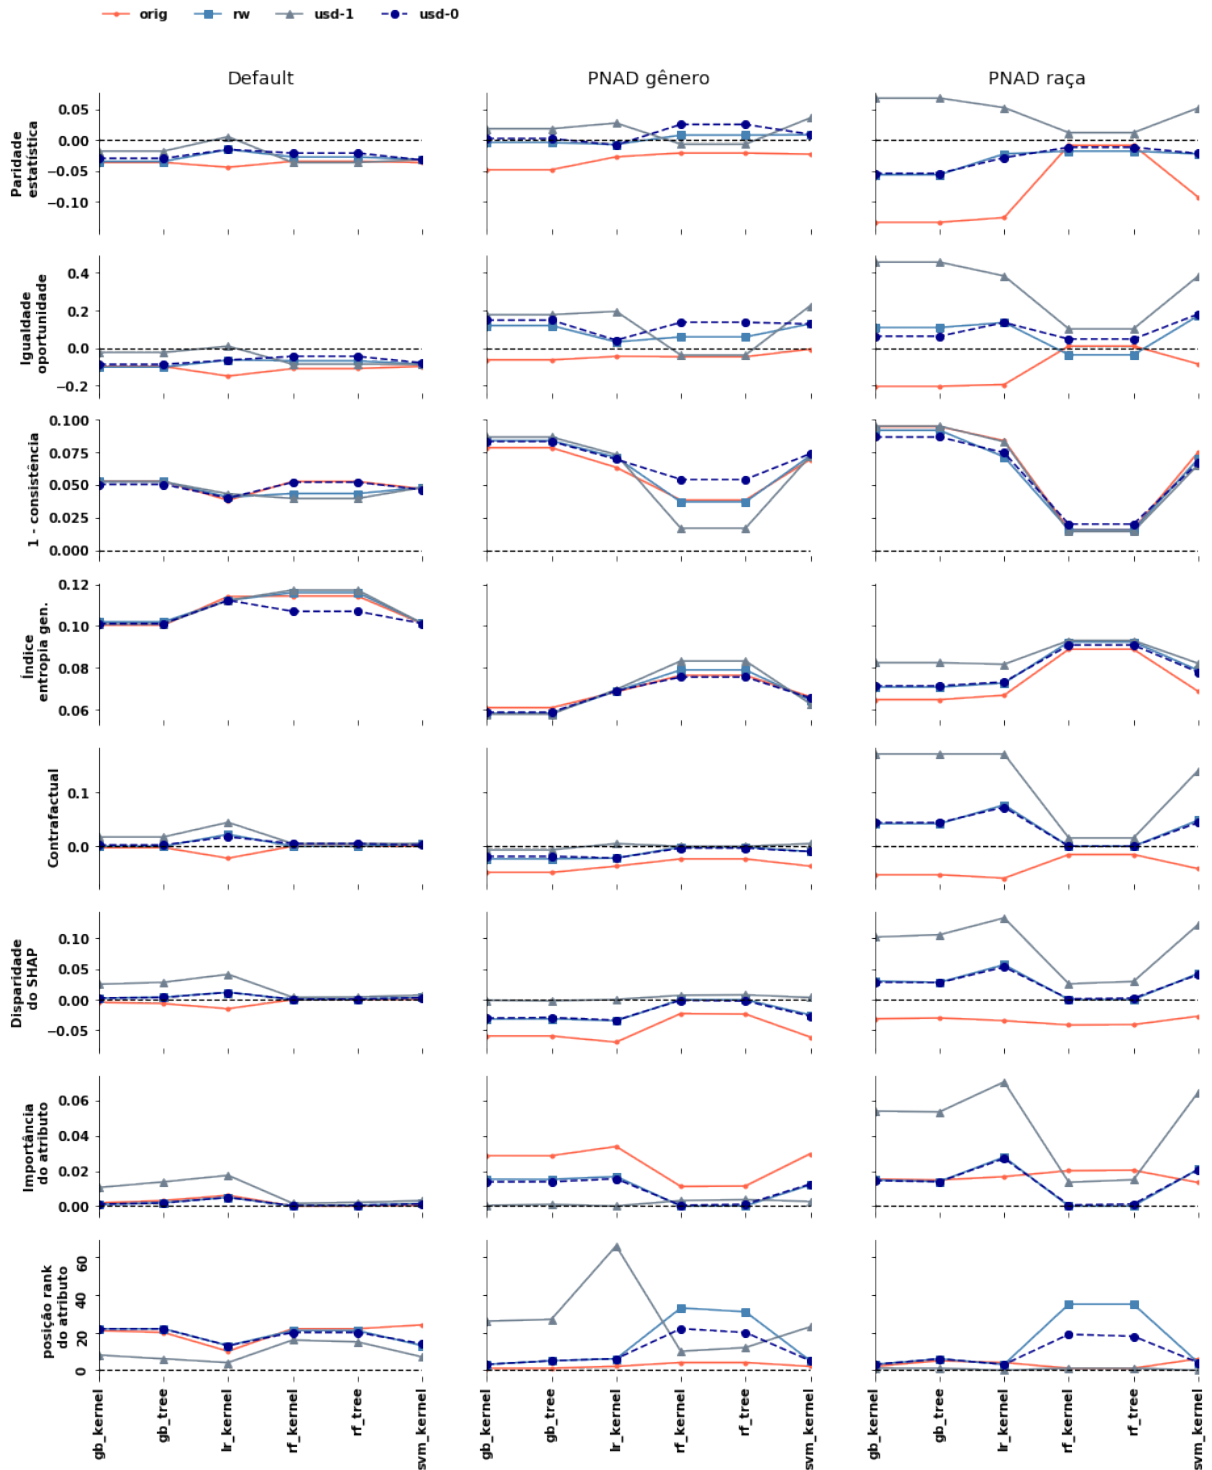 orig rw usd-1 usd-0
Default PNAD gênero PNAD raça
Paridade
estatística
0.05
0.00
−0.05
−0.10
Igualdade
oportunidade
0.4
0.2
0.0
−0.2
1 - consistência
0.100
0.075
0.050
0.025
0.000
Índice
entropia gen.
0.12
0.10
0.08
0.06
Contrafactual
0.1
0.0
Disparidade
do SHAP
0.10
0.05
0.00
−0.05
Importância
do atributo
0.06
0.04
0.02
0.00
posição rank
do atributo
60
40
20
0
gb_kernel gb_tree lr_kernel rf_kernel rf_tree svm_kernel
gb_kernel gb_tree lr_kernel rf_kernel rf_tree svm_kernel
gb_kernel gb_tree lr_kernel rf_kernel rf_tree svm_kernel